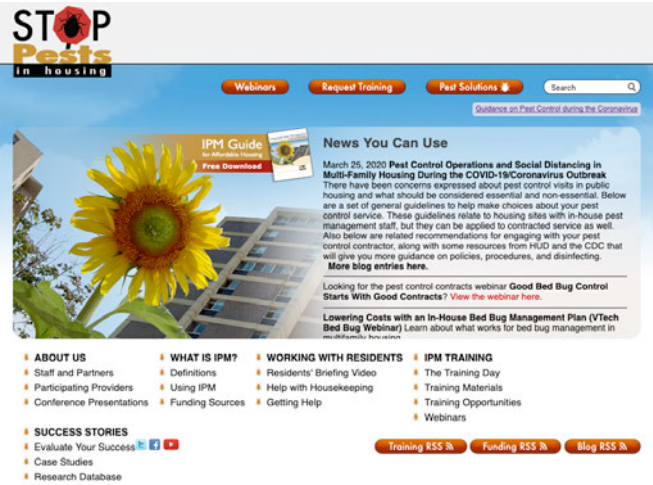 STOP
Pests
in housing
Webinars
Request Training
Pest Solutions
Search
Guidance on Pest Control during the Coronavirus
IPM Guide
for Affordable Housing
Free Download
News You Can Use
March 25, 2020 Pest Control Operations and Social Distancing in
Multi-Family Housing During the COVID-19/Coronavirus Outbreak
There have been concerns expressed about pest control visits in public
housing and what should be considered essential and non-essential. Below
are a set of general guidelines to help make choices about your pest
control service. These guidelines relate to housing sites with in-house pest
management staff, but they can be applied to contracted service as well.
Also below are related recommendations for engaging with your pest
control contractor, along with some resources from HUD and the CDC that
will give you more guidance on policies, procedures, and disinfecting.
More blog entries here.
Looking for the pest control contracts webinar Good Bed Bug Control
Starts With Good Contracts? View the webinar here.
Lowering Costs with an In-House Bed Bug Management Plan (VTech
Bed Bug Webinar) Learn about what works for bed bug management in
multifamily housing
ABOUT US
Staff and Partners
Participating Providers
Conference Presentations
WHAT IS IPM?
Definitions
Using IPM
Funding Sources
WORKING WITH RESIDENTS
Residents' Briefing Video
Help with Housekeeping
Getting Help
IPM TRAINING
The Training Day
Training Materials
Training Opportunities
Webinars
SUCCESS STORIES
Evaluate Your Success
Case Studies
Research Database
Training RSS
Funding RSS
Blog RSS